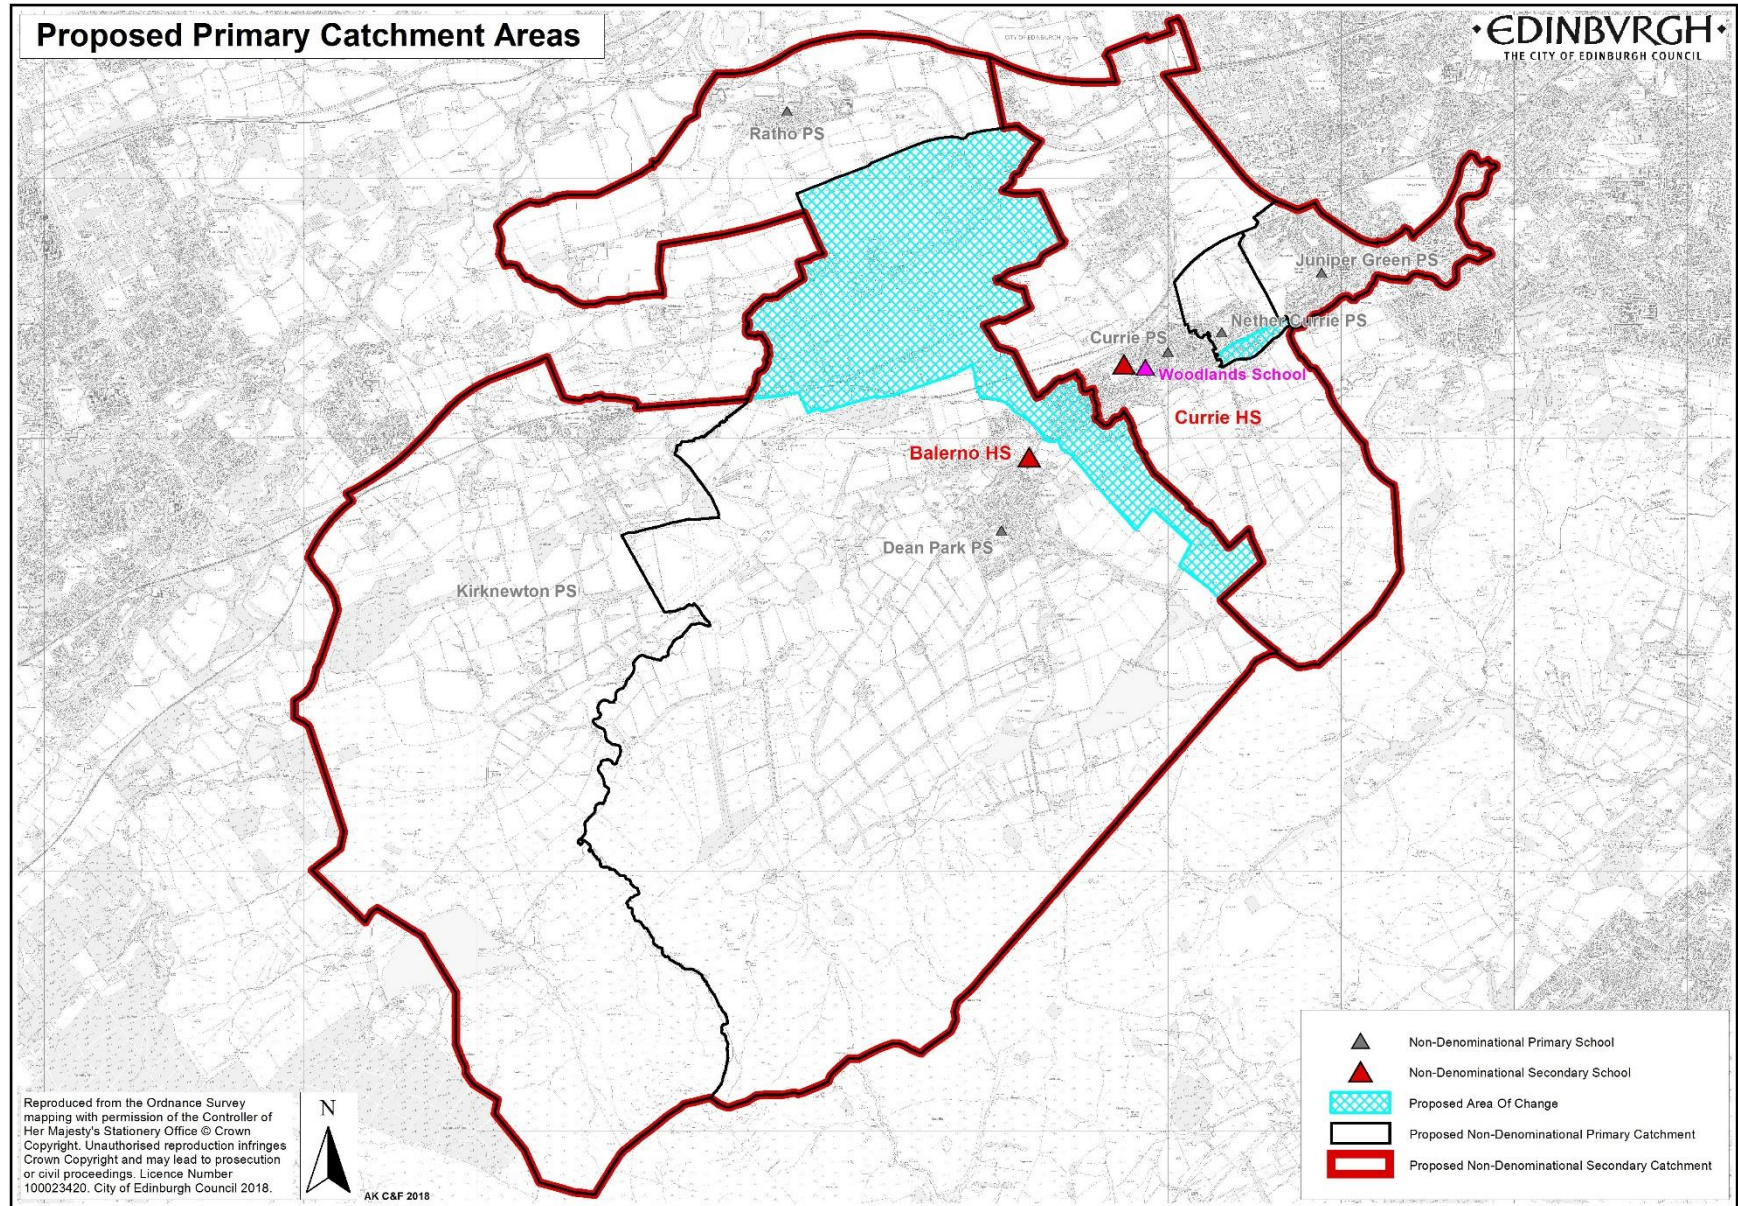 Proposed Primary Catchment Areas
·EDINBVRGH·
THE CITY OF EDINBURGH COUNCIL
CITY OF EDINBURGH
Ratho PS
Juniper Green PS
Nether Currie PS
Currie PS
Woodlands School
Currie HS
Balerno HS
Dean Park PS
Kirknewton PS
Non-Denominational Primary School
Non-Denominational Secondary School
Proposed Area Of Change
Proposed Non-Denominational Primary Catchment
Proposed Non-Denominational Secondary Catchment
Reproduced from the Ordnance Survey
mapping with permission of the Controller of
Her Majesty's Stationery Office © Crown
Copyright. Unauthorised reproduction infringes
Crown Copyright and may lead to prosecution
or civil proceedings. Licence Number
100023420. City of Edinburgh Council 2018.
N
AK C&F 2018